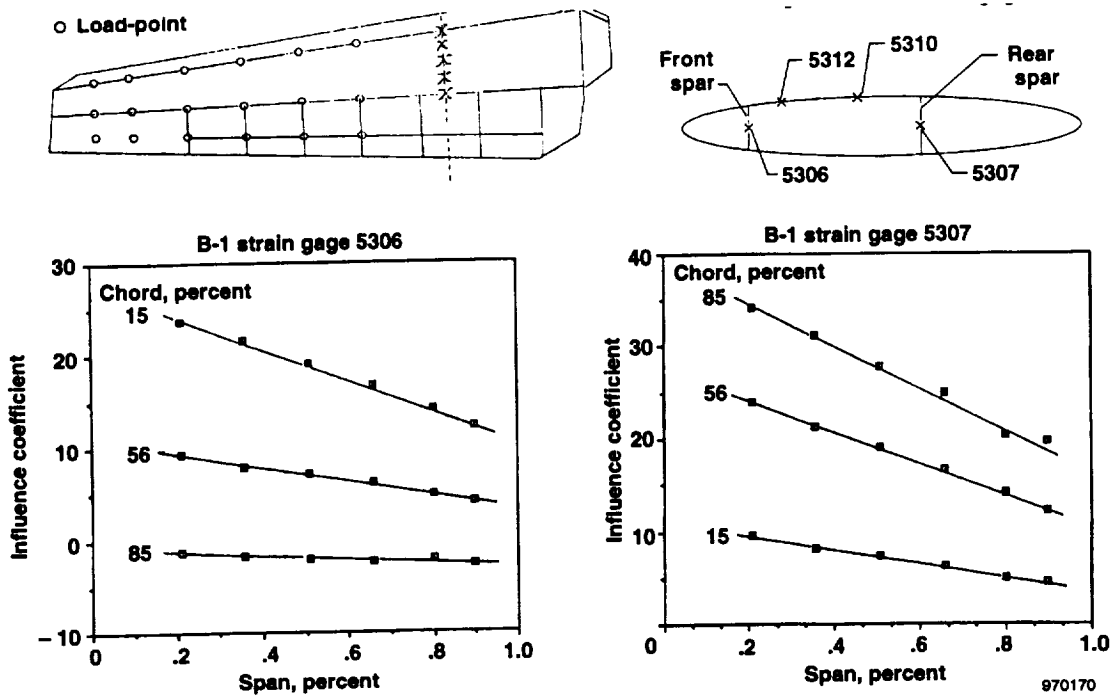 Load-point
5312
5310
Front
spar
Rear
spar
5306
5307
B-1 strain gage 5306
30
20
10
0
– 10
Influence coefficient
Chord, percent
15
56
85
0 .2 .4 .6 .8 1.0
Span, percent
B-1 strain gage 5307
40
30
20
10
0
Influence coefficient
Chord, percent
85
56
15
.2 .4 .6 .8 1.0
Span, percent
970170